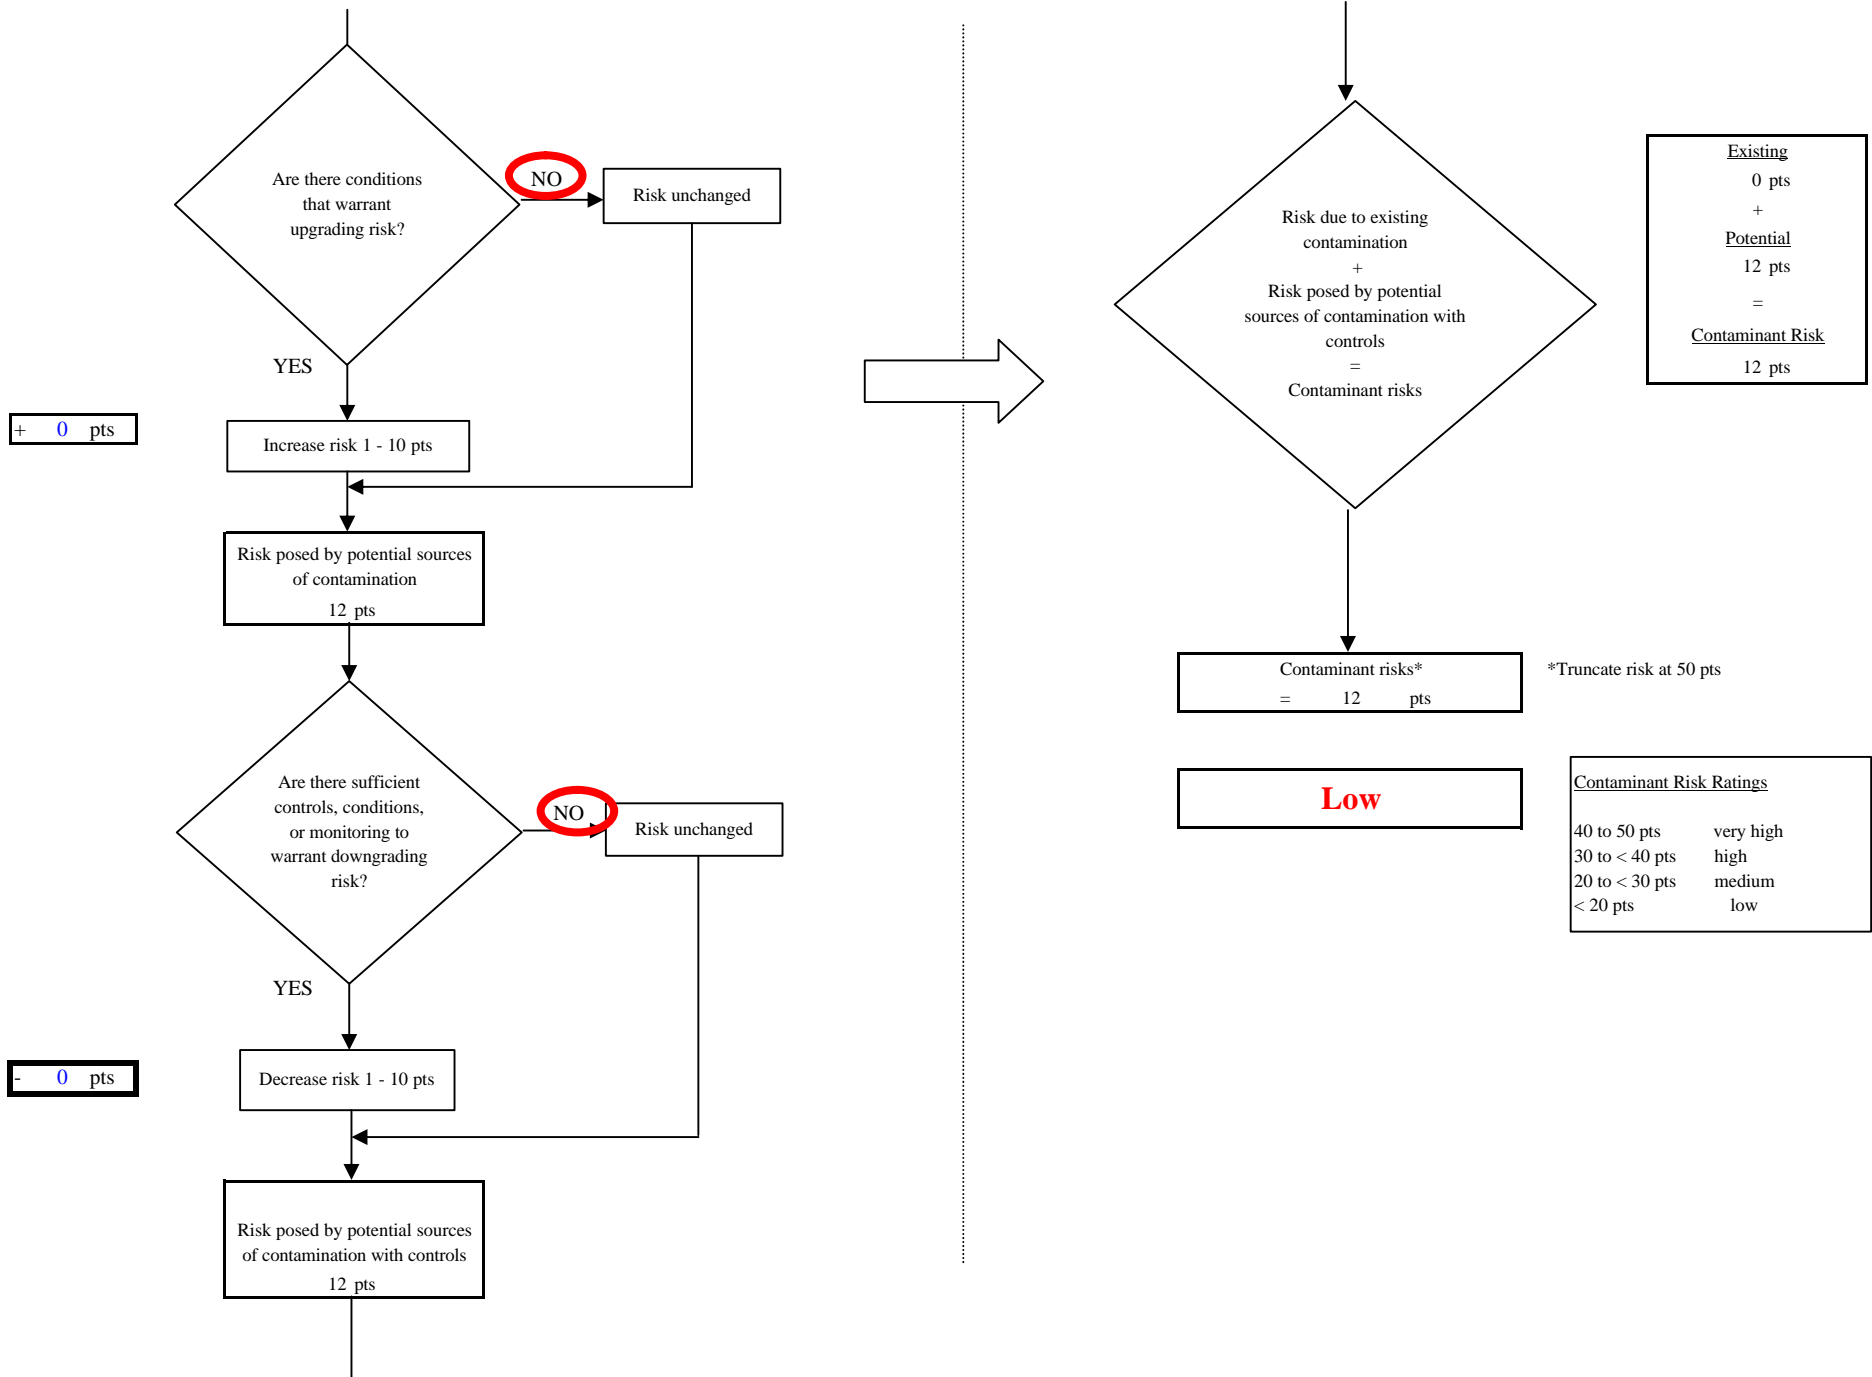 Are there conditions
that warrant
upgrading risk?
NO
Risk unchanged
YES
+ 0 pts
Increase risk 1 - 10 pts
Risk posed by potential sources
of contamination
12 pts
Are there sufficient
controls, conditions,
or monitoring to
warrant downgrading
risk?
NO
Risk unchanged
YES
- 0 pts
Decrease risk 1 - 10 pts
Risk posed by potential sources
of contamination with controls
12 pts
Risk due to existing
contamination
+
Risk posed by potential
sources of contamination with
controls
=
Contaminant risks
Existing
0 pts
+
Potential
12 pts
=
Contaminant Risk
12 pts
Contaminant risks*
= 12 pts
*Truncate risk at 50 pts
Low
Contaminant Risk Ratings
40 to 50 pts very high
30 to < 40 pts high
20 to < 30 pts medium
< 20 pts low